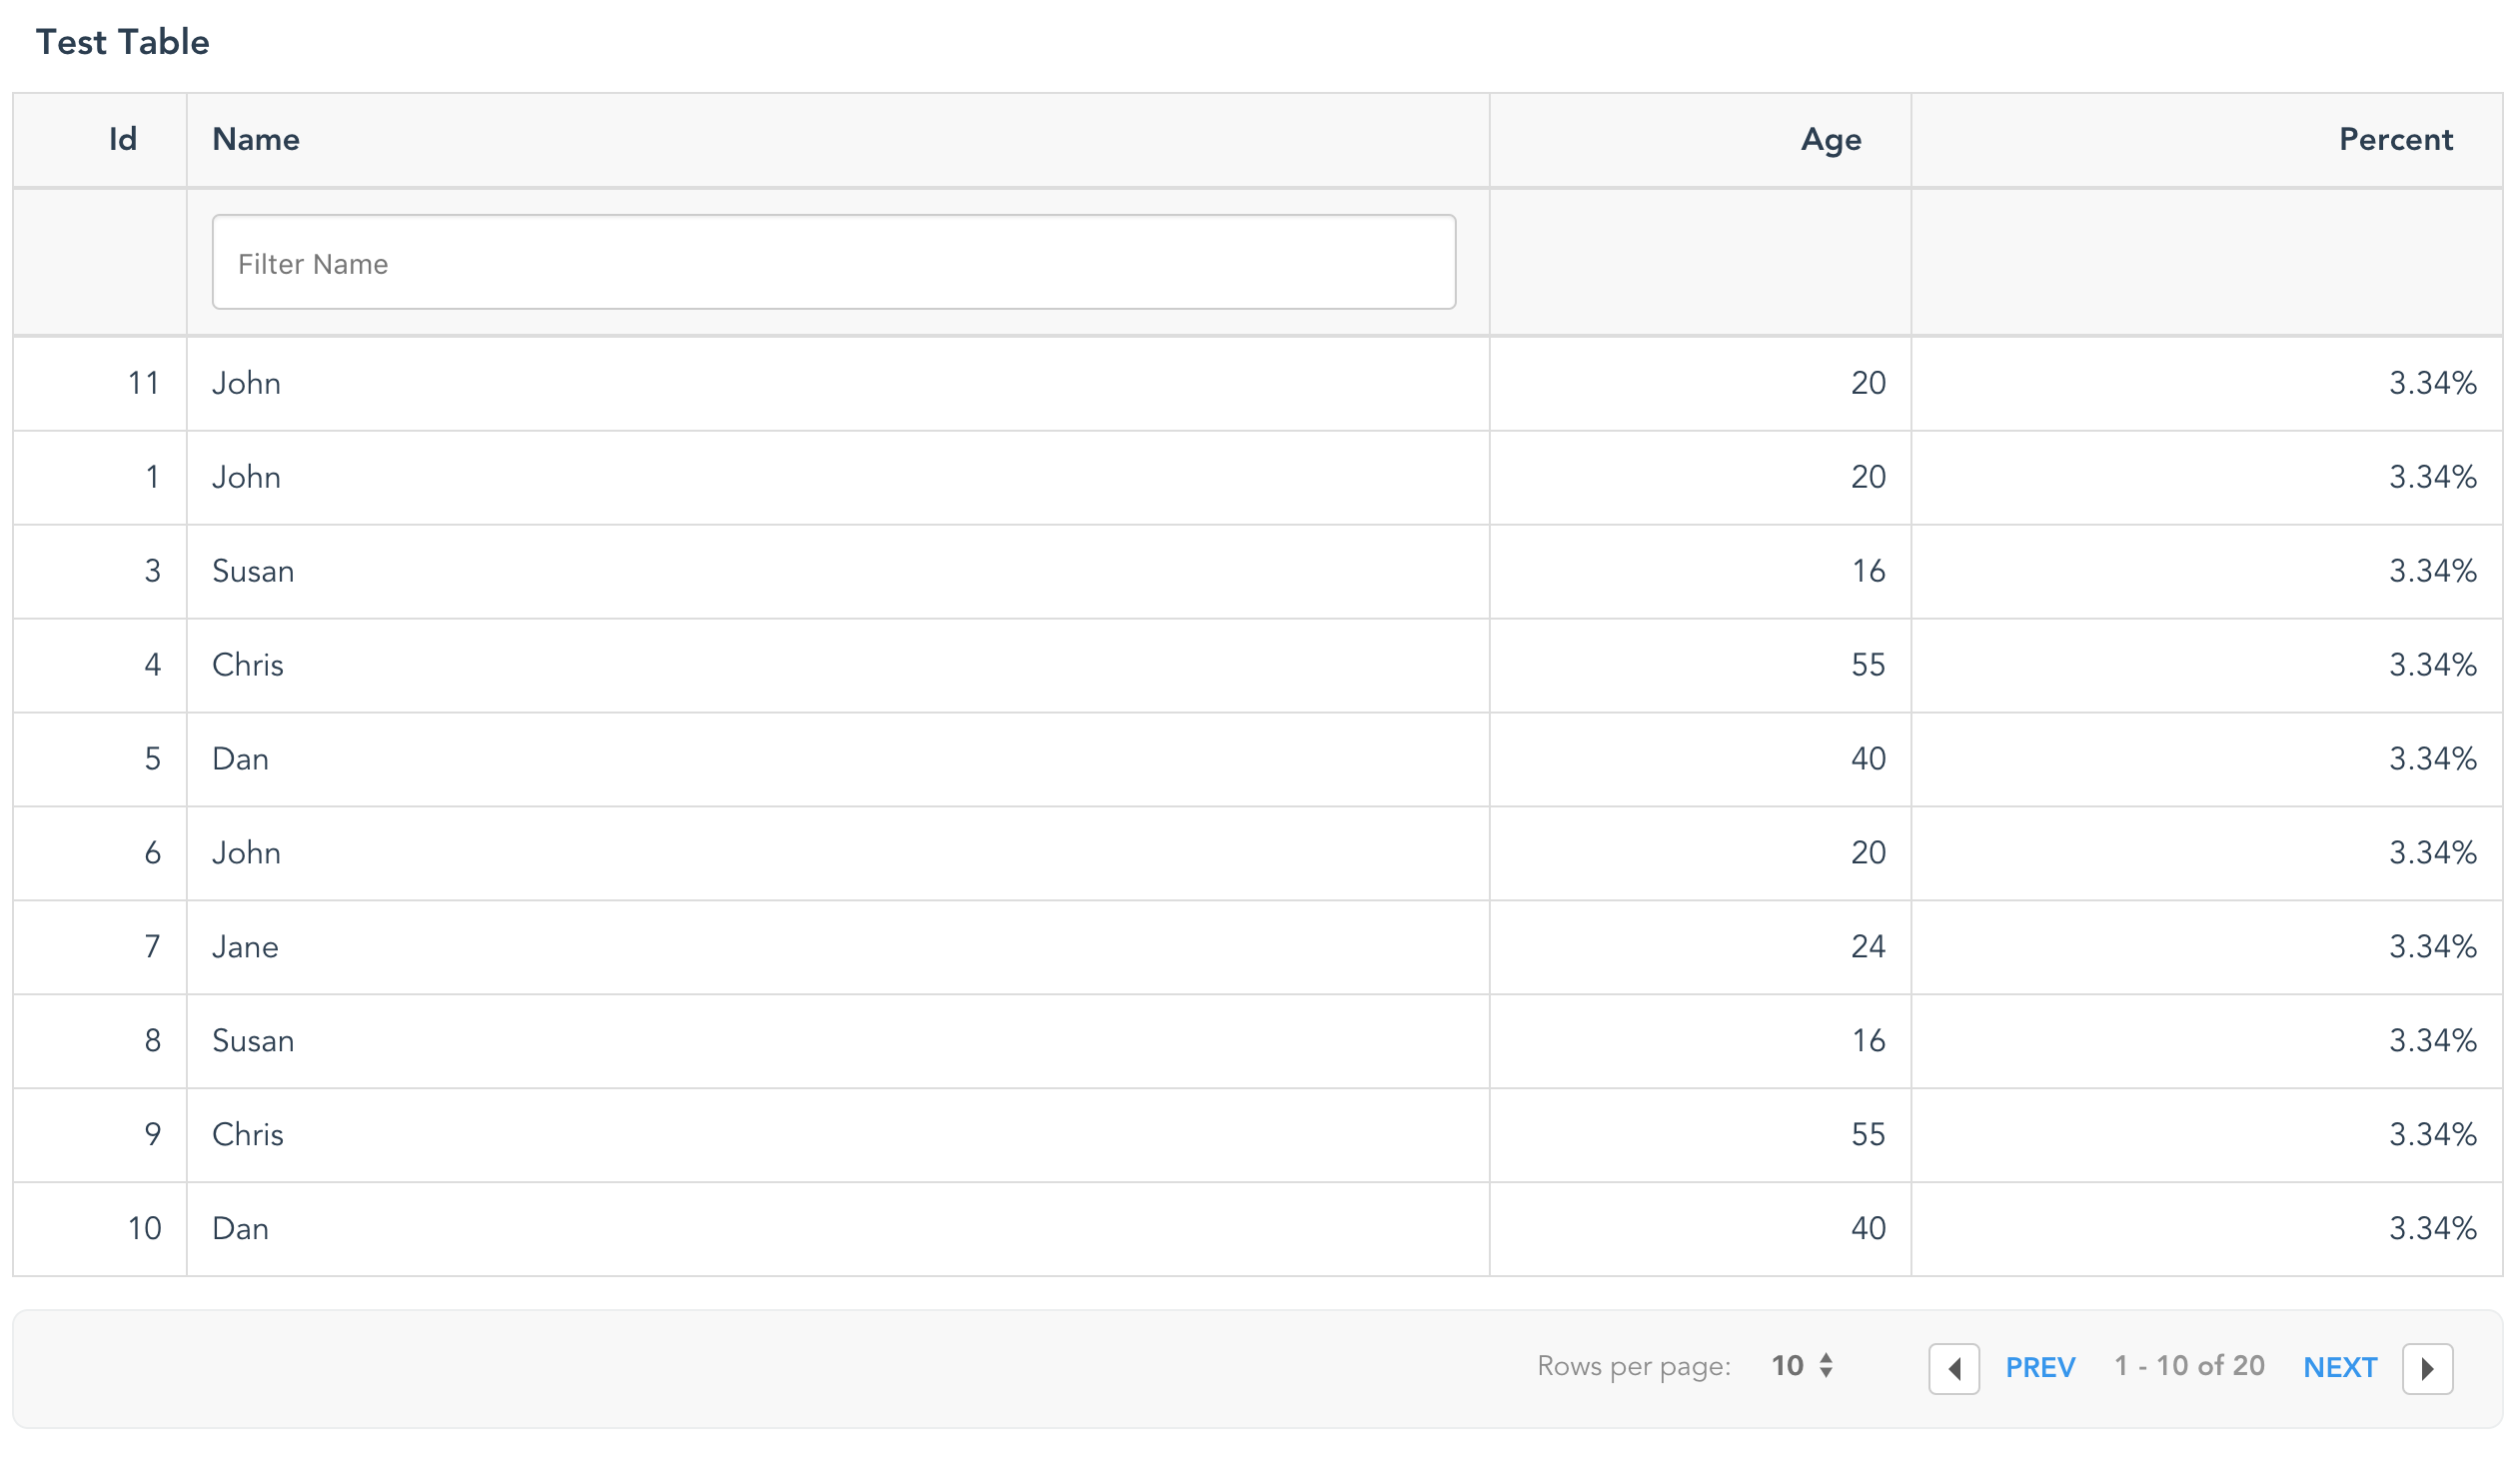 Test Table
Id Name Age Percent
Filter Name
11 John 20 3.34%
1 John 20 3.34%
3 Susan 16 3.34%
4 Chris 55 3.34%
5 Dan 40 3.34%
6 John 20 3.34%
7 Jane 24 3.34%
8 Susan 16 3.34%
9 Chris 55 3.34%
10 Dan 40 3.34%
Rows per page: 10 PREV 1 - 10 of 20 NEXT